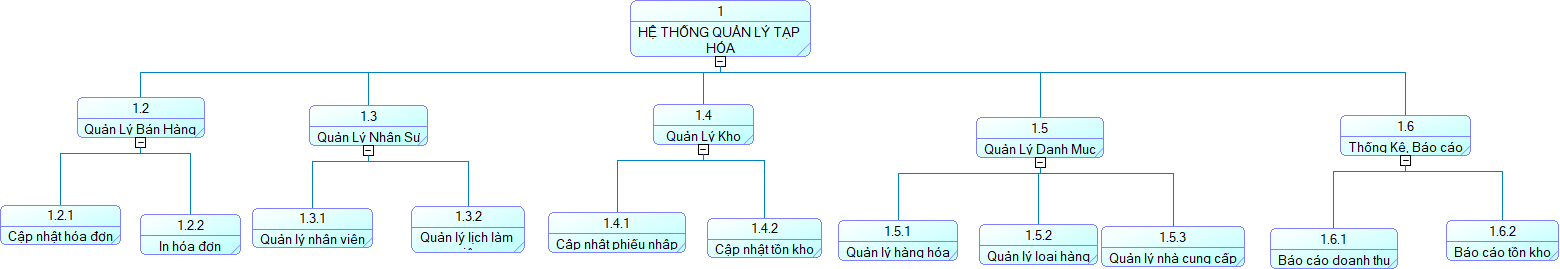 1
HỆ THỐNG QUẢN LÝ TẠP
HÓA
1.2
Quản Lý Bán Hàng
1.3
Quản Lý Nhân Sự
1.4
Quản Lý Kho
1.5
Quản Lý Danh Mục
1.6
Thống Kê, Báo cáo
1.2.1
Cập nhật hóa đơn
1.2.2
In hóa đơn
1.3.1
Quản lý nhân viên
1.3.2
Quản lý lịch làm
1.4.1
Cập nhật phiếu nhập
1.4.2
Cập nhật tồn kho
1.5.1
Quản lý hàng hóa
1.5.2
Quản lý loại hàng
1.5.3
Quản lý nhà cung cấp
1.6.1
Báo cáo doanh thu
1.6.2
Báo cáo tồn kho